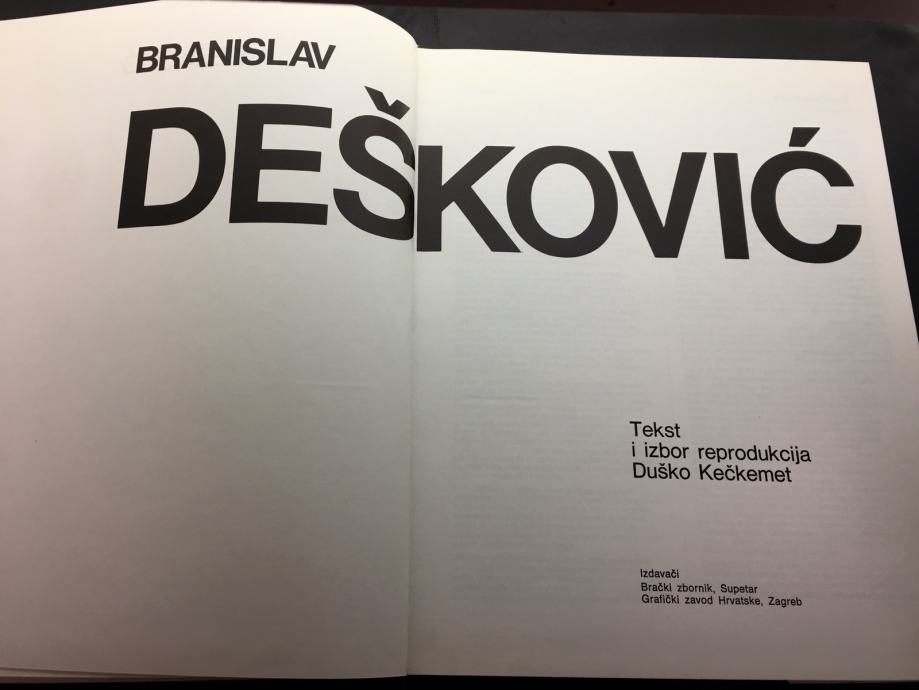 BRANISLAV
DEŠKOVIĆ
Tekst
i izbor reprodukcija
Duško Kečkemet
Izdavači
Brački zbornik, Supetar
Grafički zavod Hrvatske, Zagreb